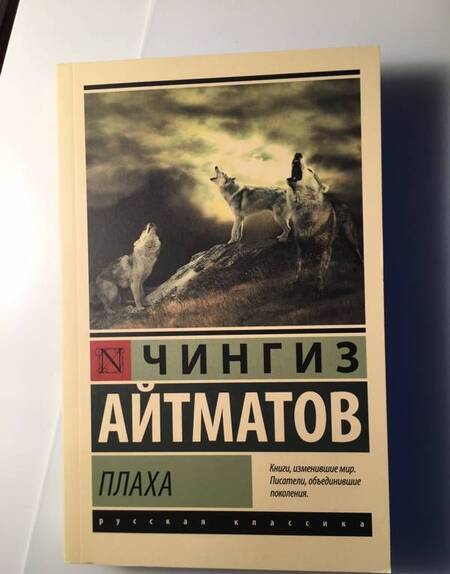 N ЧИНГИЗ
АЙТМАТОВ
ПЛАХА
Книги, изменившие мир.
Писатели, объединившие
поколения.
русская классика